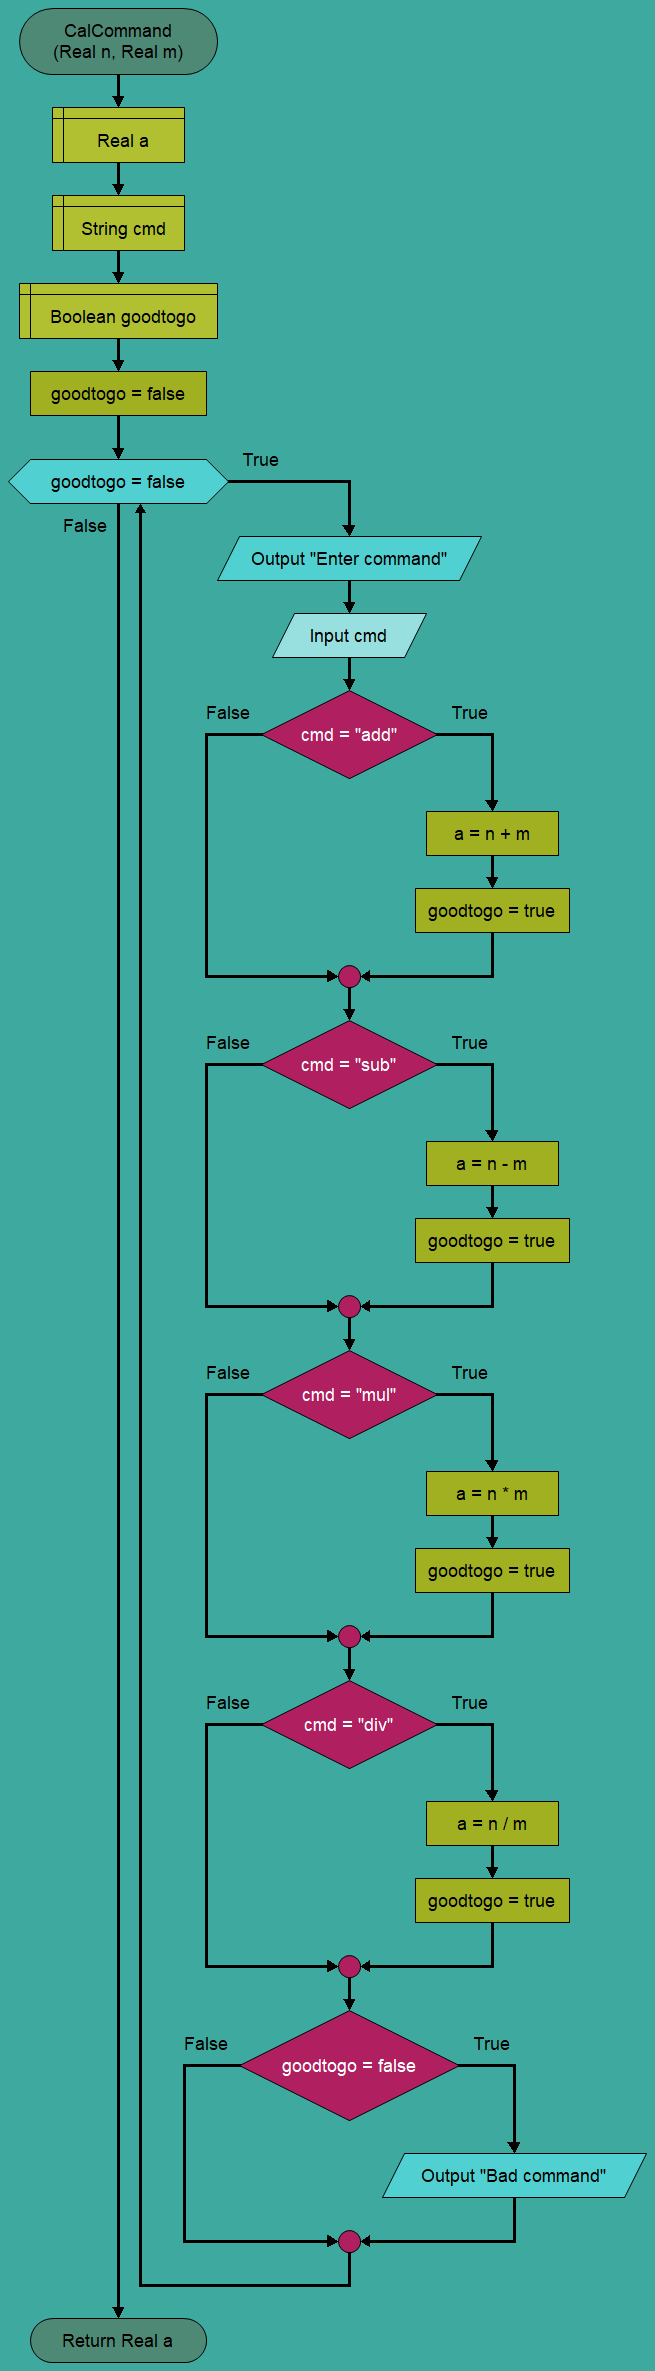 CalCommand
(Real n, Real m)
Real a
String cmd
Boolean goodtogo
goodtogo = false
goodtogo = false
True
False
Output "Enter command"
Input cmd
False
True
cmd = "add"
a = n + m
goodtogo = true
False
True
cmd = "sub"
a = n - m
goodtogo = true
False
True
cmd = "mul"
a = n * m
goodtogo = true
False
True
cmd = "div"
a = n / m
goodtogo = true
False
True
goodtogo = false
Output "Bad command"
Return Real a